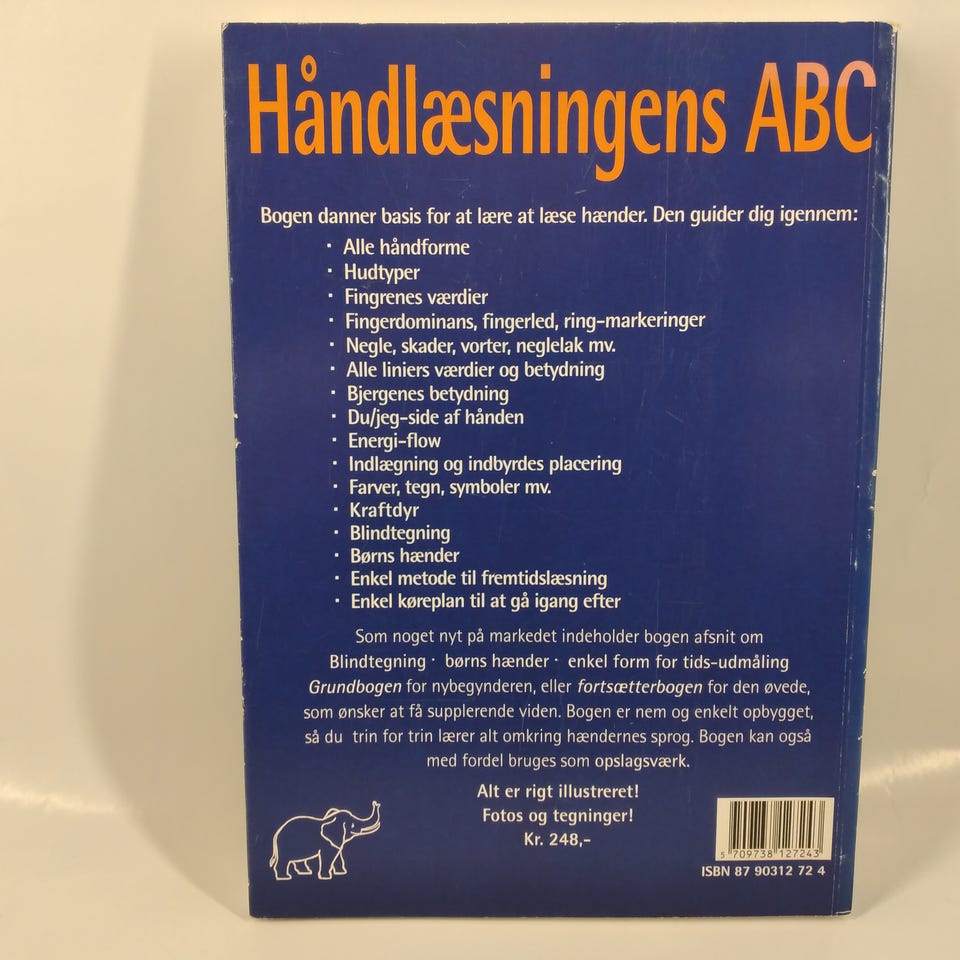 Håndlæsningens ABC
Bogen danner basis for at lære at læse hænder. Den guider dig igennem:
· Alle håndforme
· Hudtyper
· Fingrenes værdier
· Fingerdominans, fingerled, ring-markeringer
· Negle, skader, vorter, neglelak mv.
· Alle liniers værdier og betydning
· Bjergenes betydning
· Du/jeg-side af hånden
· Energi-flow
· Indlægning og indbyrdes placering
· Farver, tegn, symboler mv.
· Kraftdyr
· Blindtegning
· Børns hænder
· Enkel metode til fremtidslæsning
· Enkel køreplan til at gå igang efter
Som noget nyt på markedet indeholder bogen afsnit om
Blindtegning · børns hænder · enkel form for tids-udmåling
Grundbogen for nybegynderen, eller fortsætterbogen for den øvede,
som ønsker at få supplerende viden. Bogen er nem og enkelt opbygget,
så du trin for trin lærer alt omkring hændernes sprog. Bogen kan også
med fordel bruges som opslagsværk.
Alt er rigt illustreret!
Fotos og tegninger!
Kr. 248,-
5 709738 127243
ISBN 87 90312 72 4